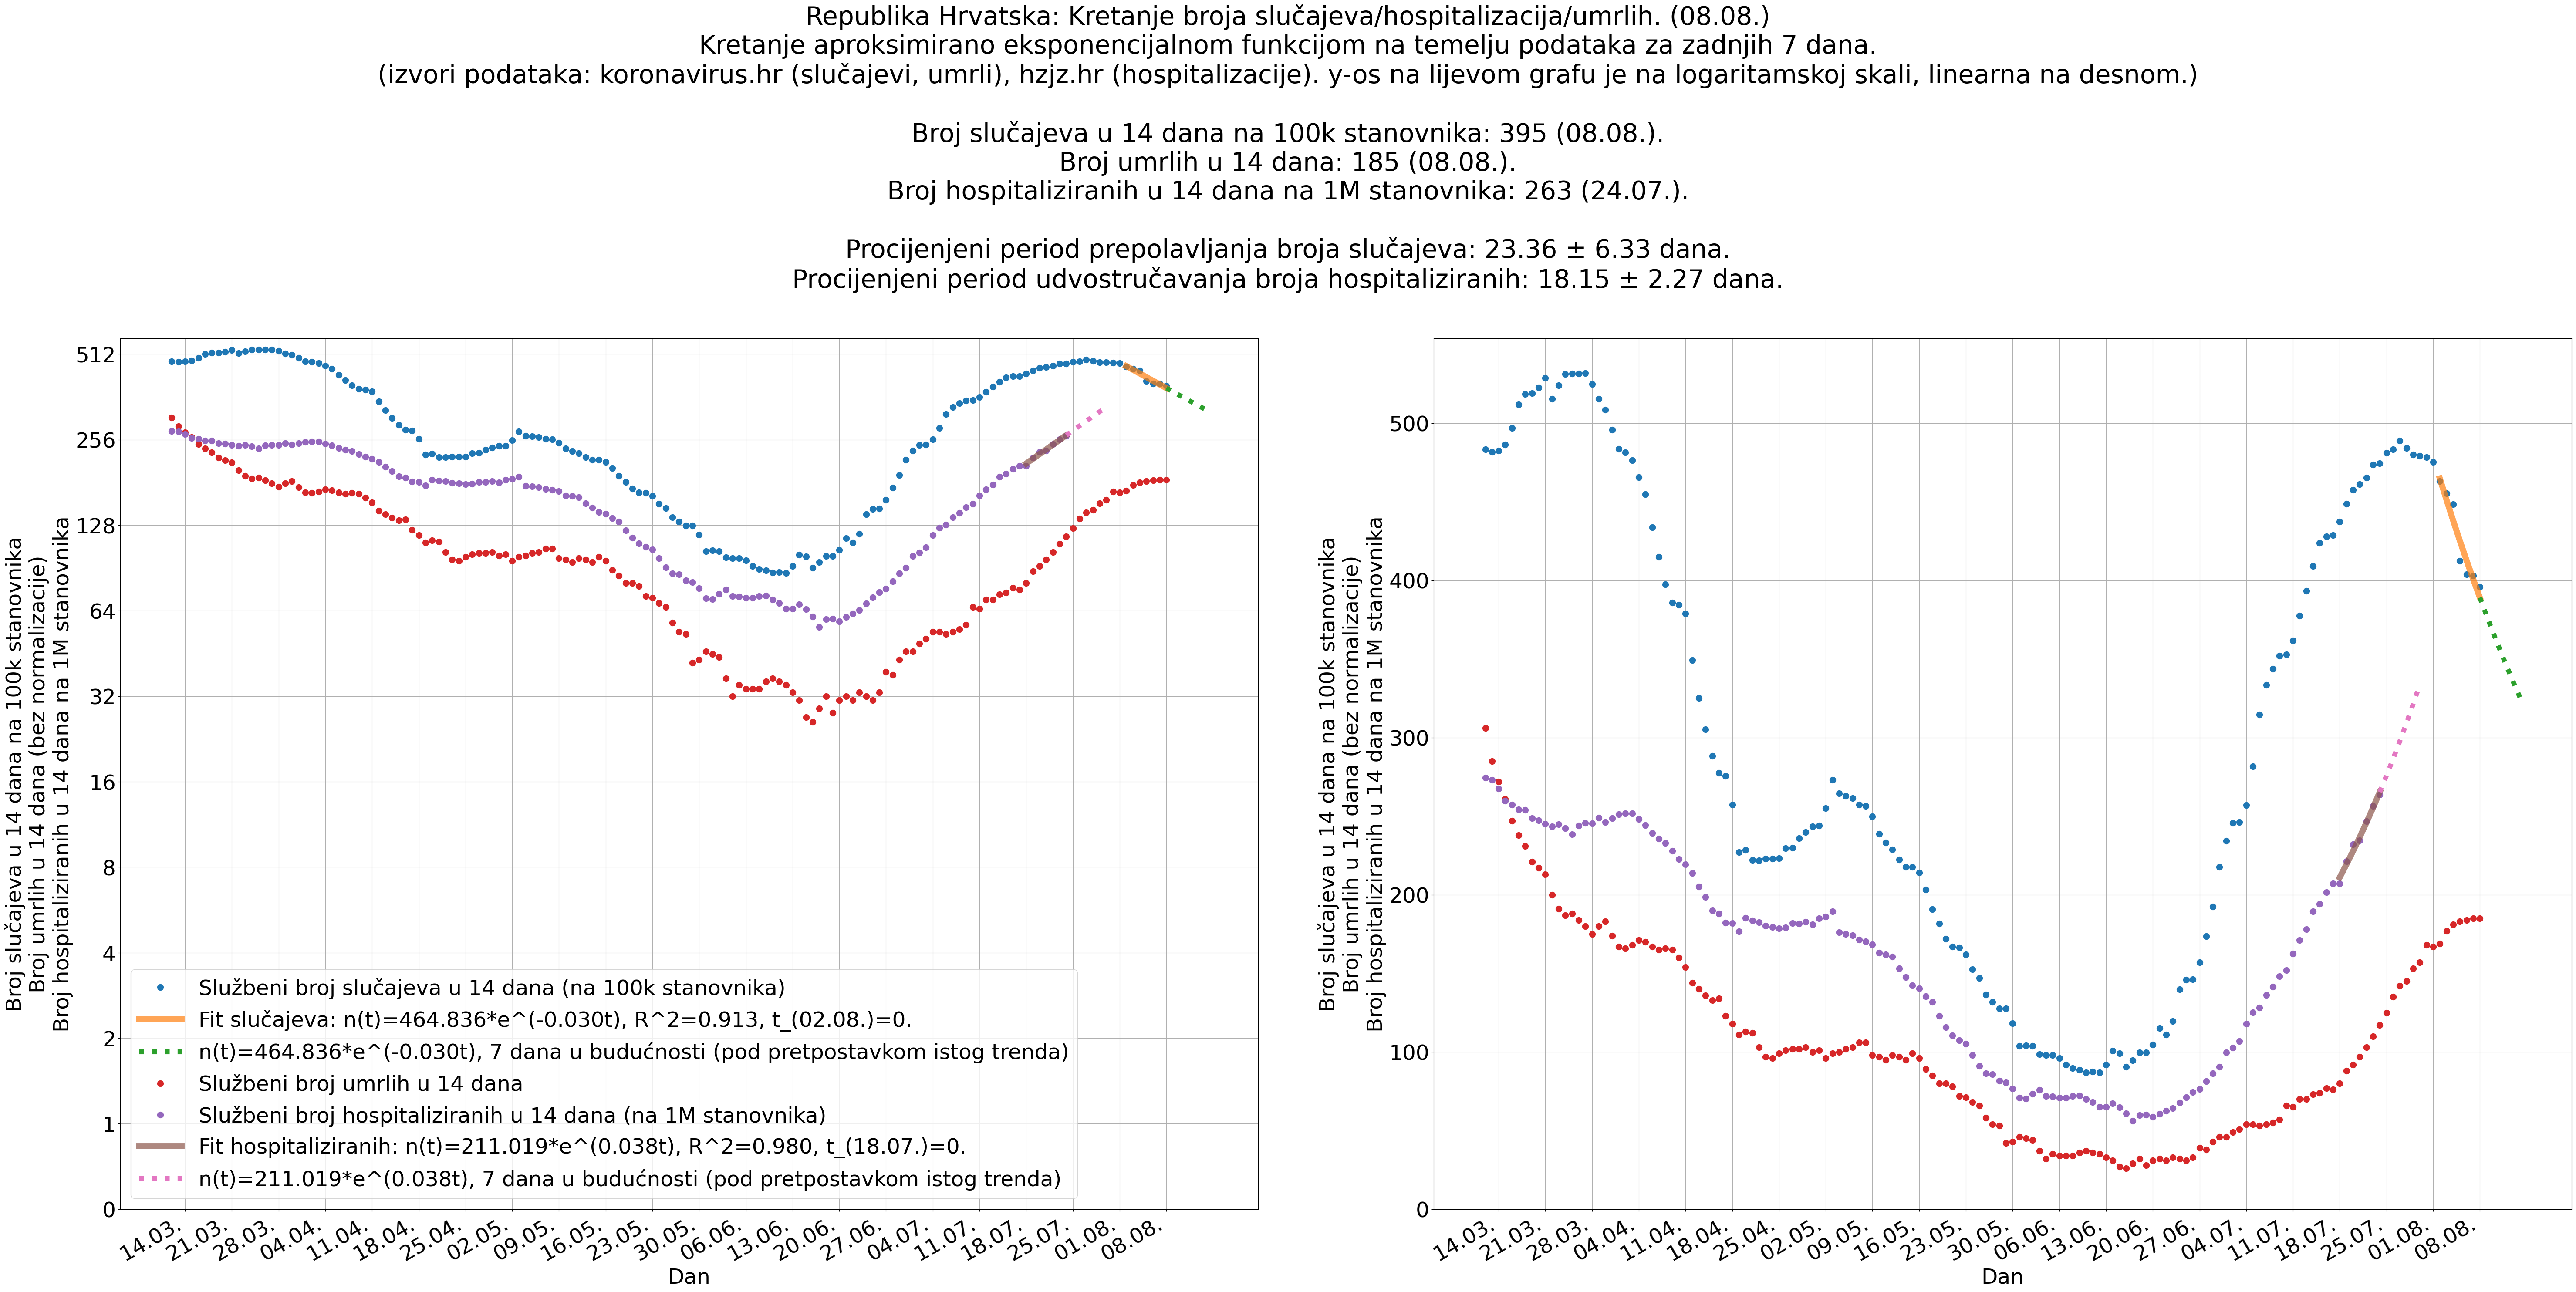 Republika Hrvatska: Kretanje broja slučajeva/hospitalizacija/umrlih. (08.08.)
Kretanje aproksimirano eksponencijalnom funkcijom na temelju podataka za zadnjih 7 dana.
(izvori podataka: koronavirus.hr (slučajevi, umrli), hzjz.hr (hospitalizacije). y-os na lijevom grafu je na logaritamskoj skali, linearna na desnom.)
Broj slučajeva u 14 dana na 100k stanovnika: 395 (08.08.).
Broj umrlih u 14 dana: 185 (08.08.).
Broj hospitaliziranih u 14 dana na 1M stanovnika: 263 (24.07.).
Procijenjeni period prepolavljanja broja slučajeva: 23.36 ± 6.33 dana.
Procijenjeni period udvostručavanja broja hospitaliziranih: 18.15 ± 2.27 dana.
Broj slučajeva u 14 dana na 100k stanovnika
Broj umrlih u 14 dana (bez normalizacije)
Broj hospitaliziranih u 14 dana na 1M stanovnika
512
256
128
64
32
16
8
4
2
1
0
Službeni broj slučajeva u 14 dana (na 100k stanovnika)
Fit slučajeva: n(t)=464.836*e^(-0.030t), R^2=0.913, t_(02.08.)=0.
n(t)=464.836*e^(-0.030t), 7 dana u budućnosti (pod pretpostavkom istog trenda)
Službeni broj umrlih u 14 dana
Službeni broj hospitaliziranih u 14 dana (na 1M stanovnika)
Fit hospitaliziranih: n(t)=211.019*e^(0.038t), R^2=0.980, t_(18.07.)=0.
n(t)=211.019*e^(0.038t), 7 dana u budućnosti (pod pretpostavkom istog trenda)
14.03. 21.03. 28.03. 04.04. 11.04. 18.04. 25.04. 02.05. 09.05. 16.05. 23.05. 30.05. 06.06. 13.06. 20.06. 27.06. 04.07. 11.07. 18.07. 25.07. 01.08. 08.08.
Dan
Broj slučajeva u 14 dana na 100k stanovnika
Broj umrlih u 14 dana (bez normalizacije)
Broj hospitaliziranih u 14 dana na 1M stanovnika
500
400
300
200
100
0
14.03. 21.03. 28.03. 04.04. 11.04. 18.04. 25.04. 02.05. 09.05. 16.05. 23.05. 30.05. 06.06. 13.06. 20.06. 27.06. 04.07. 11.07. 18.07. 25.07. 01.08. 08.08.
Dan